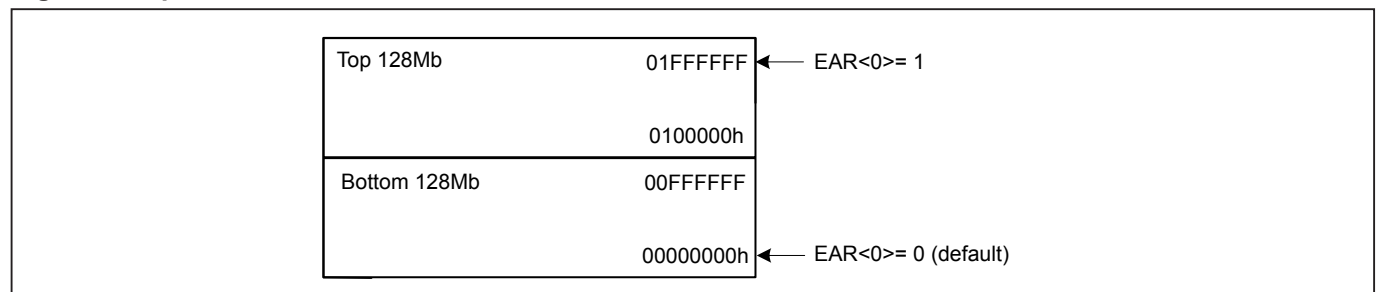 Top 128Mb 01FFFFFF EAR<0>= 1
0100000h
Bottom 128Mb 00FFFFFF
00000000h EAR<0>= 0 (default)